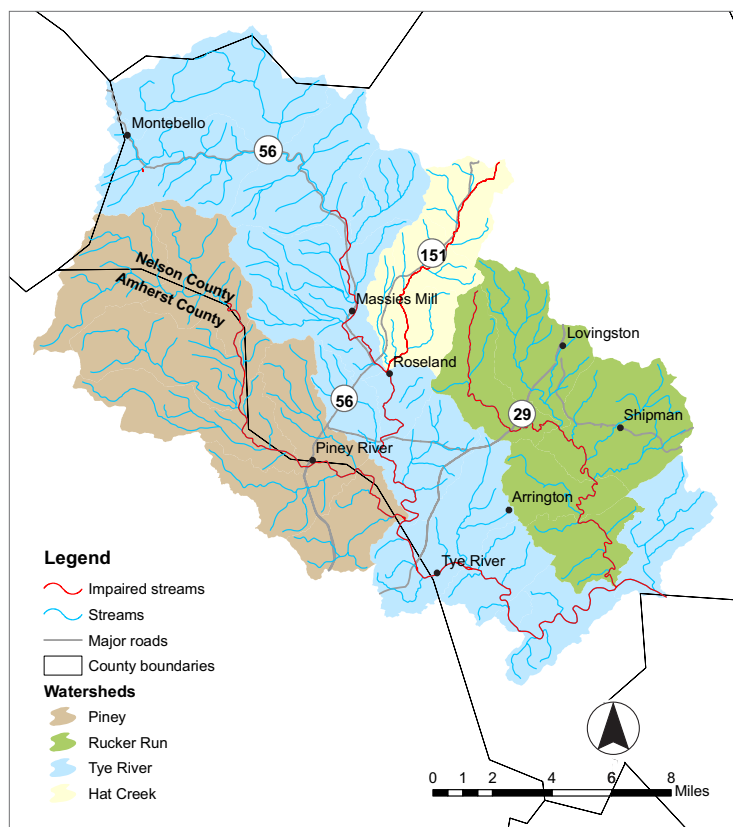 Montebello
56
151
Nelson County
Amherst County
Massies Mill
Lovingston
Roseland
56
29
Shipman
Piney River
Arrington
Tye River
Legend
Impaired streams
Streams
Major roads
County boundaries
Watersheds
Piney
Rucker Run
Tye River
Hat Creek
0 1 2 4 6 8
Miles